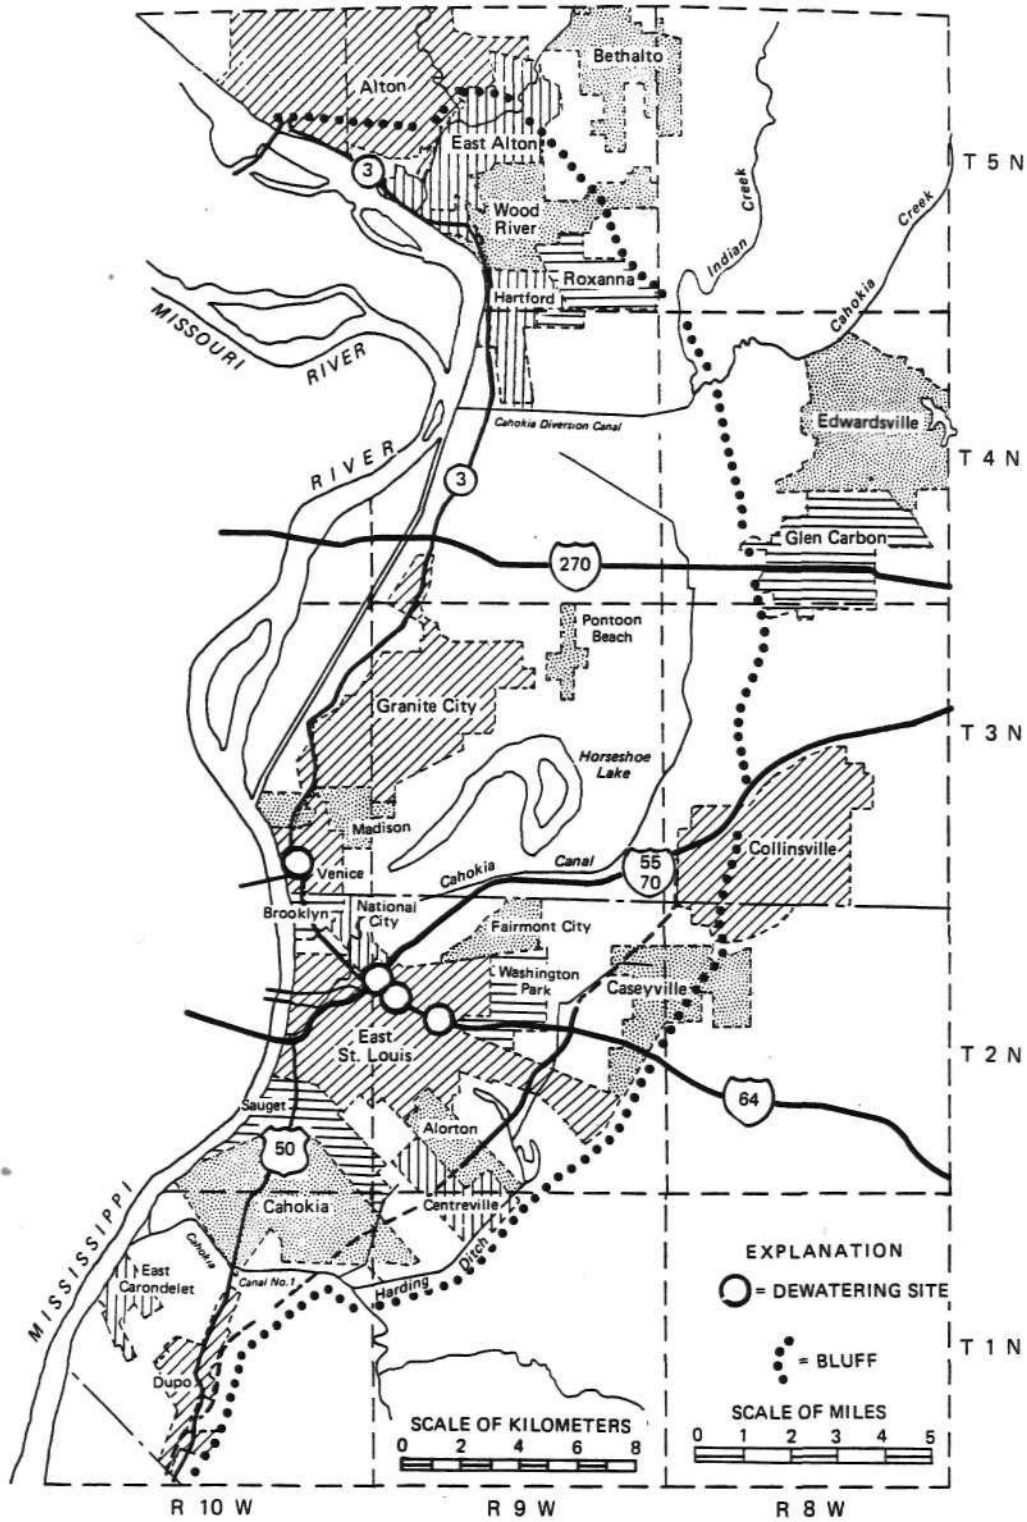 Bethalto
Alton
East Alton
T 5 N
3
Wood
River
Indian
Creek
Cahokia
Creek
Roxanna
Hartford
MISSOURI
RIVER
Cahokia Diversion Canal
Edwardsville
RIVER
T 4 N
3
Glen Carbon
270
Pontoon
Beach
Granite City
T 3 N
Horseshoe
Lake
Madison
Collinsville
55
70
Cahokia Canal
Venice
Brooklyn
National
City
Fairmont City
Washington
Park
Caseyville
East
St. Louis
T 2 N
64
Sauget
Alorton
50
Cahokia
Centreville
MISSISSIPPI
Cahokia
Canal No.1
Harding Ditch
East
Carondelet
EXPLANATION
= DEWATERING SITE
= BLUFF
T 1 N
Dupo
SCALE OF KILOMETERS
0 2 4 6 8
SCALE OF MILES
0 1 2 3 4 5
R 10 W
R 9 W
R 8 W